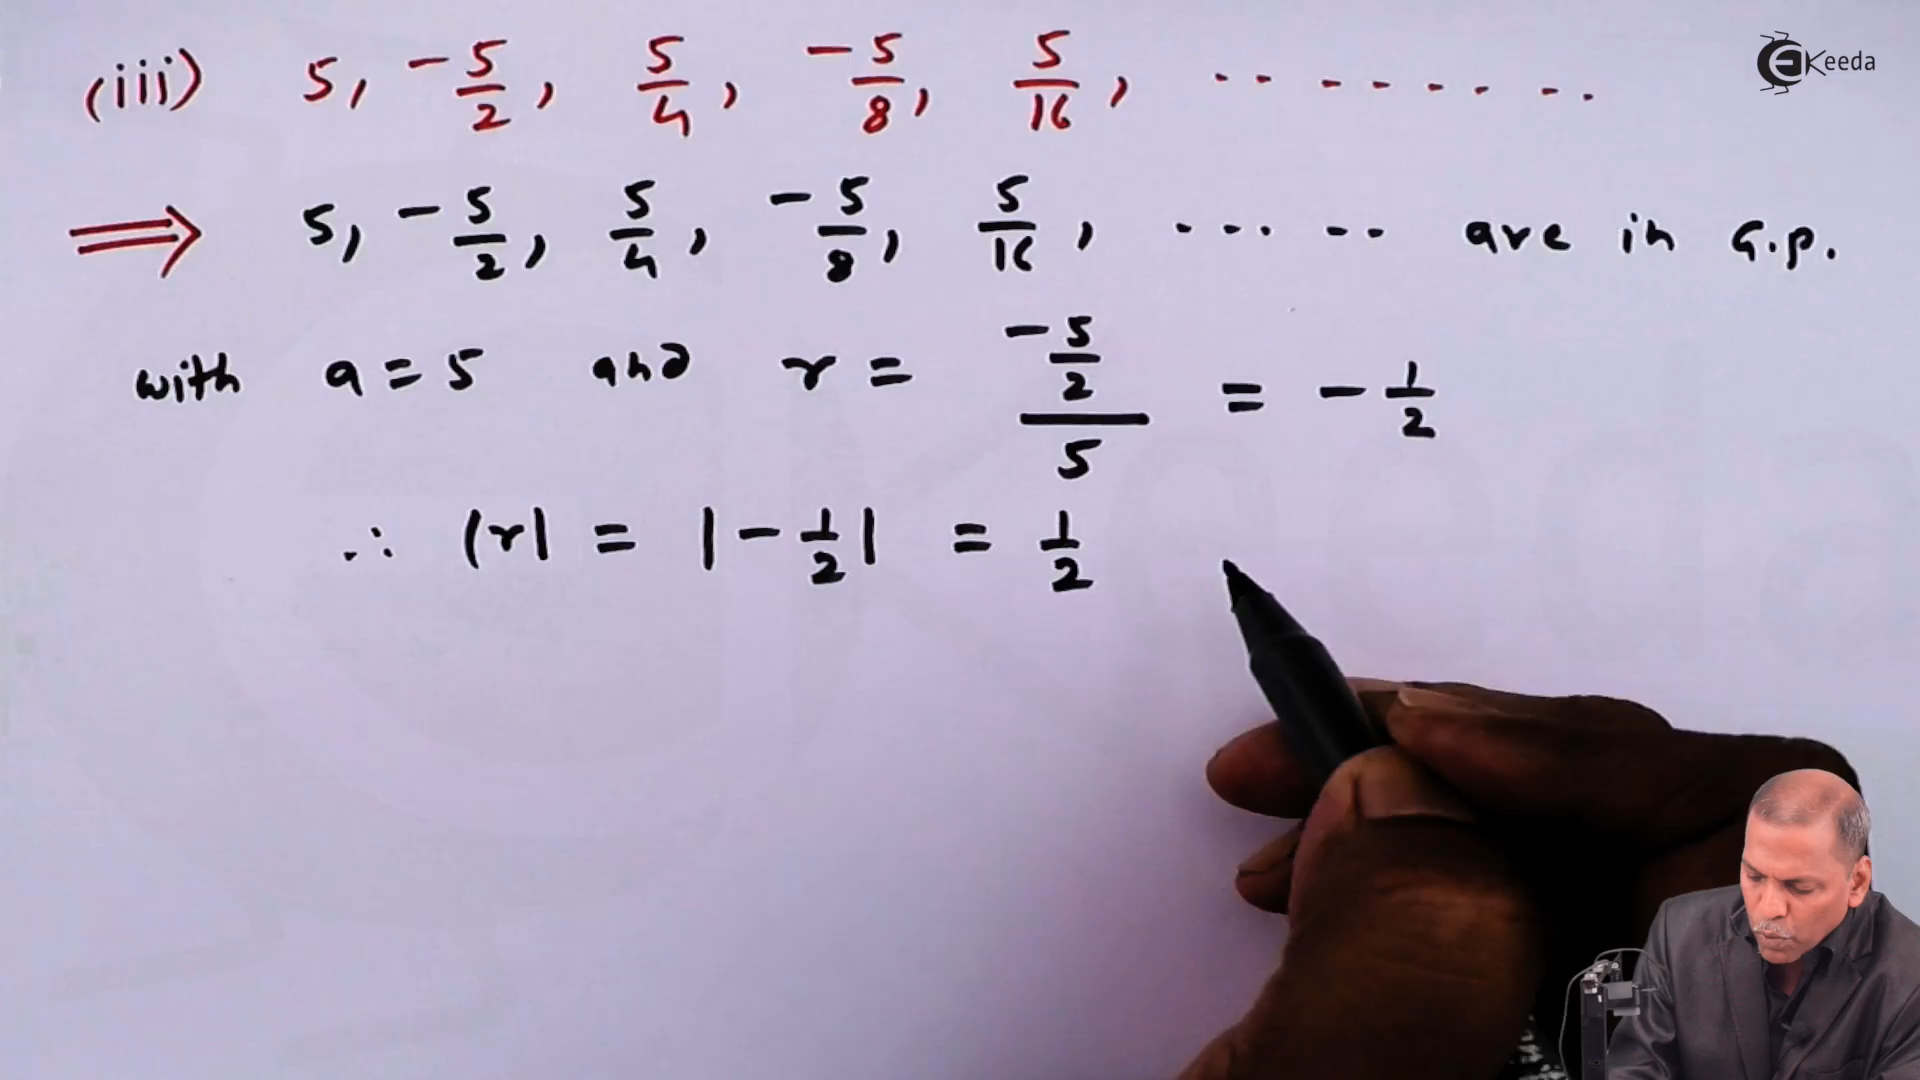 (iii) 5, -5/2, 5/4, -5/8, 5/16, ..........
EKeeda
⟹ 5, -5/2, 5/4, -5/8, 5/16, ...... are in G.p.
with a = 5 and r = (-5/2)/5 = -1/2
∴ |r| = |-1/2| = 1/2